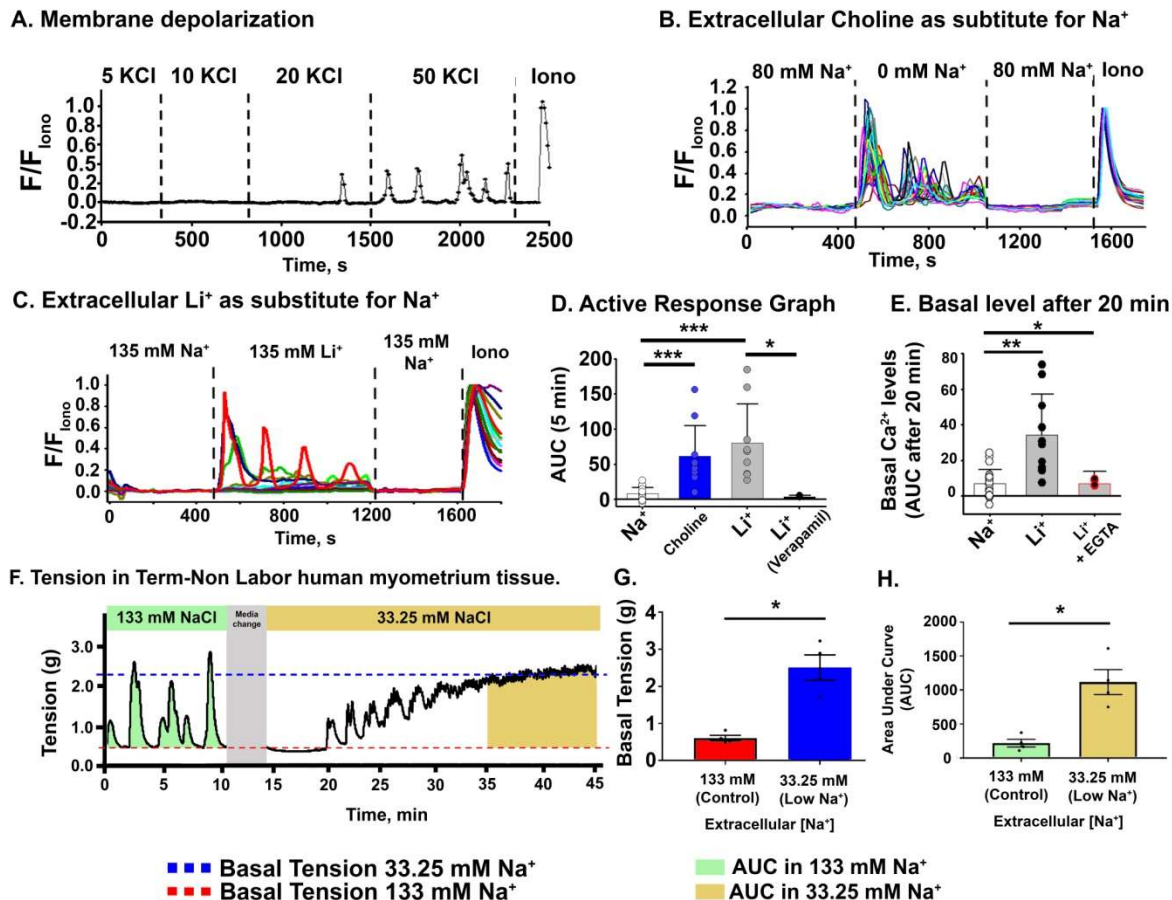 A. Membrane depolarization
5 KCl 10 KCl 20 KCl 50 KCl Iono
F/F Iono
1.0
0.8
0.6
0.5
0.2
0.0
-0.2
0 500 1000 1500 2000 2500
Time, s
B. Extracellular Choline as subtitute for Na⁺
80 mM Na⁺ 0 mM Na⁺ 80 mM Na⁺ Iono
F/F Iono
1.2
1.0
0.8
0.6
0.4
0.2
0.0
0 400 800 1200 1600
Time, s
C. Extracellular Li⁺ as substitute for Na⁺
135 mM Na⁺ 135 mM Li⁺ 135 mM Na⁺ Iono
F/F Iono
1.0
0.8
0.6
0.4
0.2
0.0
0 400 800 1200 1600
Time, s
D. Active Response Graph
***
*** *
AUC (5 min)
200
150
100
50
0
Na⁺ Choline Li⁺ Li⁺ (Verapamil)
E. Basal level after 20 min
*
**
Basal Ca²⁺ levels
(AUC after 20 min)
80
60
40
20
0
Na⁺ Li⁺ Li⁺ + EGTA
F. Tension in Term-Non Labor human myometrium tissue.
133 mM NaCl Media change 33.25 mM NaCl
Tension (g)
3.0
2.0
1.0
0.0
0 5 10 15 20 25 30 35 40 45
Time, min
G.
*
Basal Tension (g)
4
3
2
1
0
133 mM 33.25 mM
(Control) (Low Na⁺)
Extracellular [Na⁺]
H.
*
Area Under Curve
(AUC)
2000
1500
1000
500
0
133 mM 33.25 mM
(Control) (Low Na⁺)
Extracellular [Na⁺]
Basal Tension 33.25 mM Na⁺
Basal Tension 133 mM Na⁺
AUC in 133 mM Na⁺
AUC in 33.25 mM Na⁺